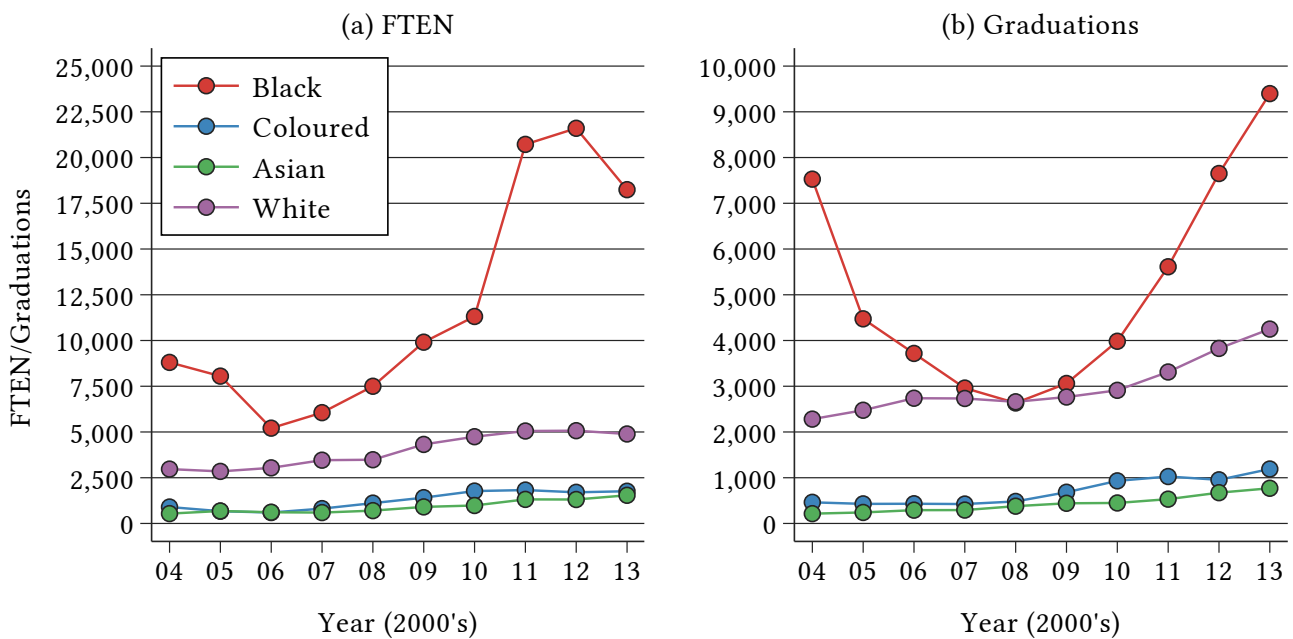 (a) FTEN
(b) Graduations
FTEN/Graduations
25,000
22,500
20,000
17,500
15,000
12,500
10,000
7,500
5,000
2,500
0
Black
Coloured
Asian
White
04 05 06 07 08 09 10 11 12 13
Year (2000's)
10,000
9,000
8,000
7,000
6,000
5,000
4,000
3,000
2,000
1,000
0
04 05 06 07 08 09 10 11 12 13
Year (2000's)